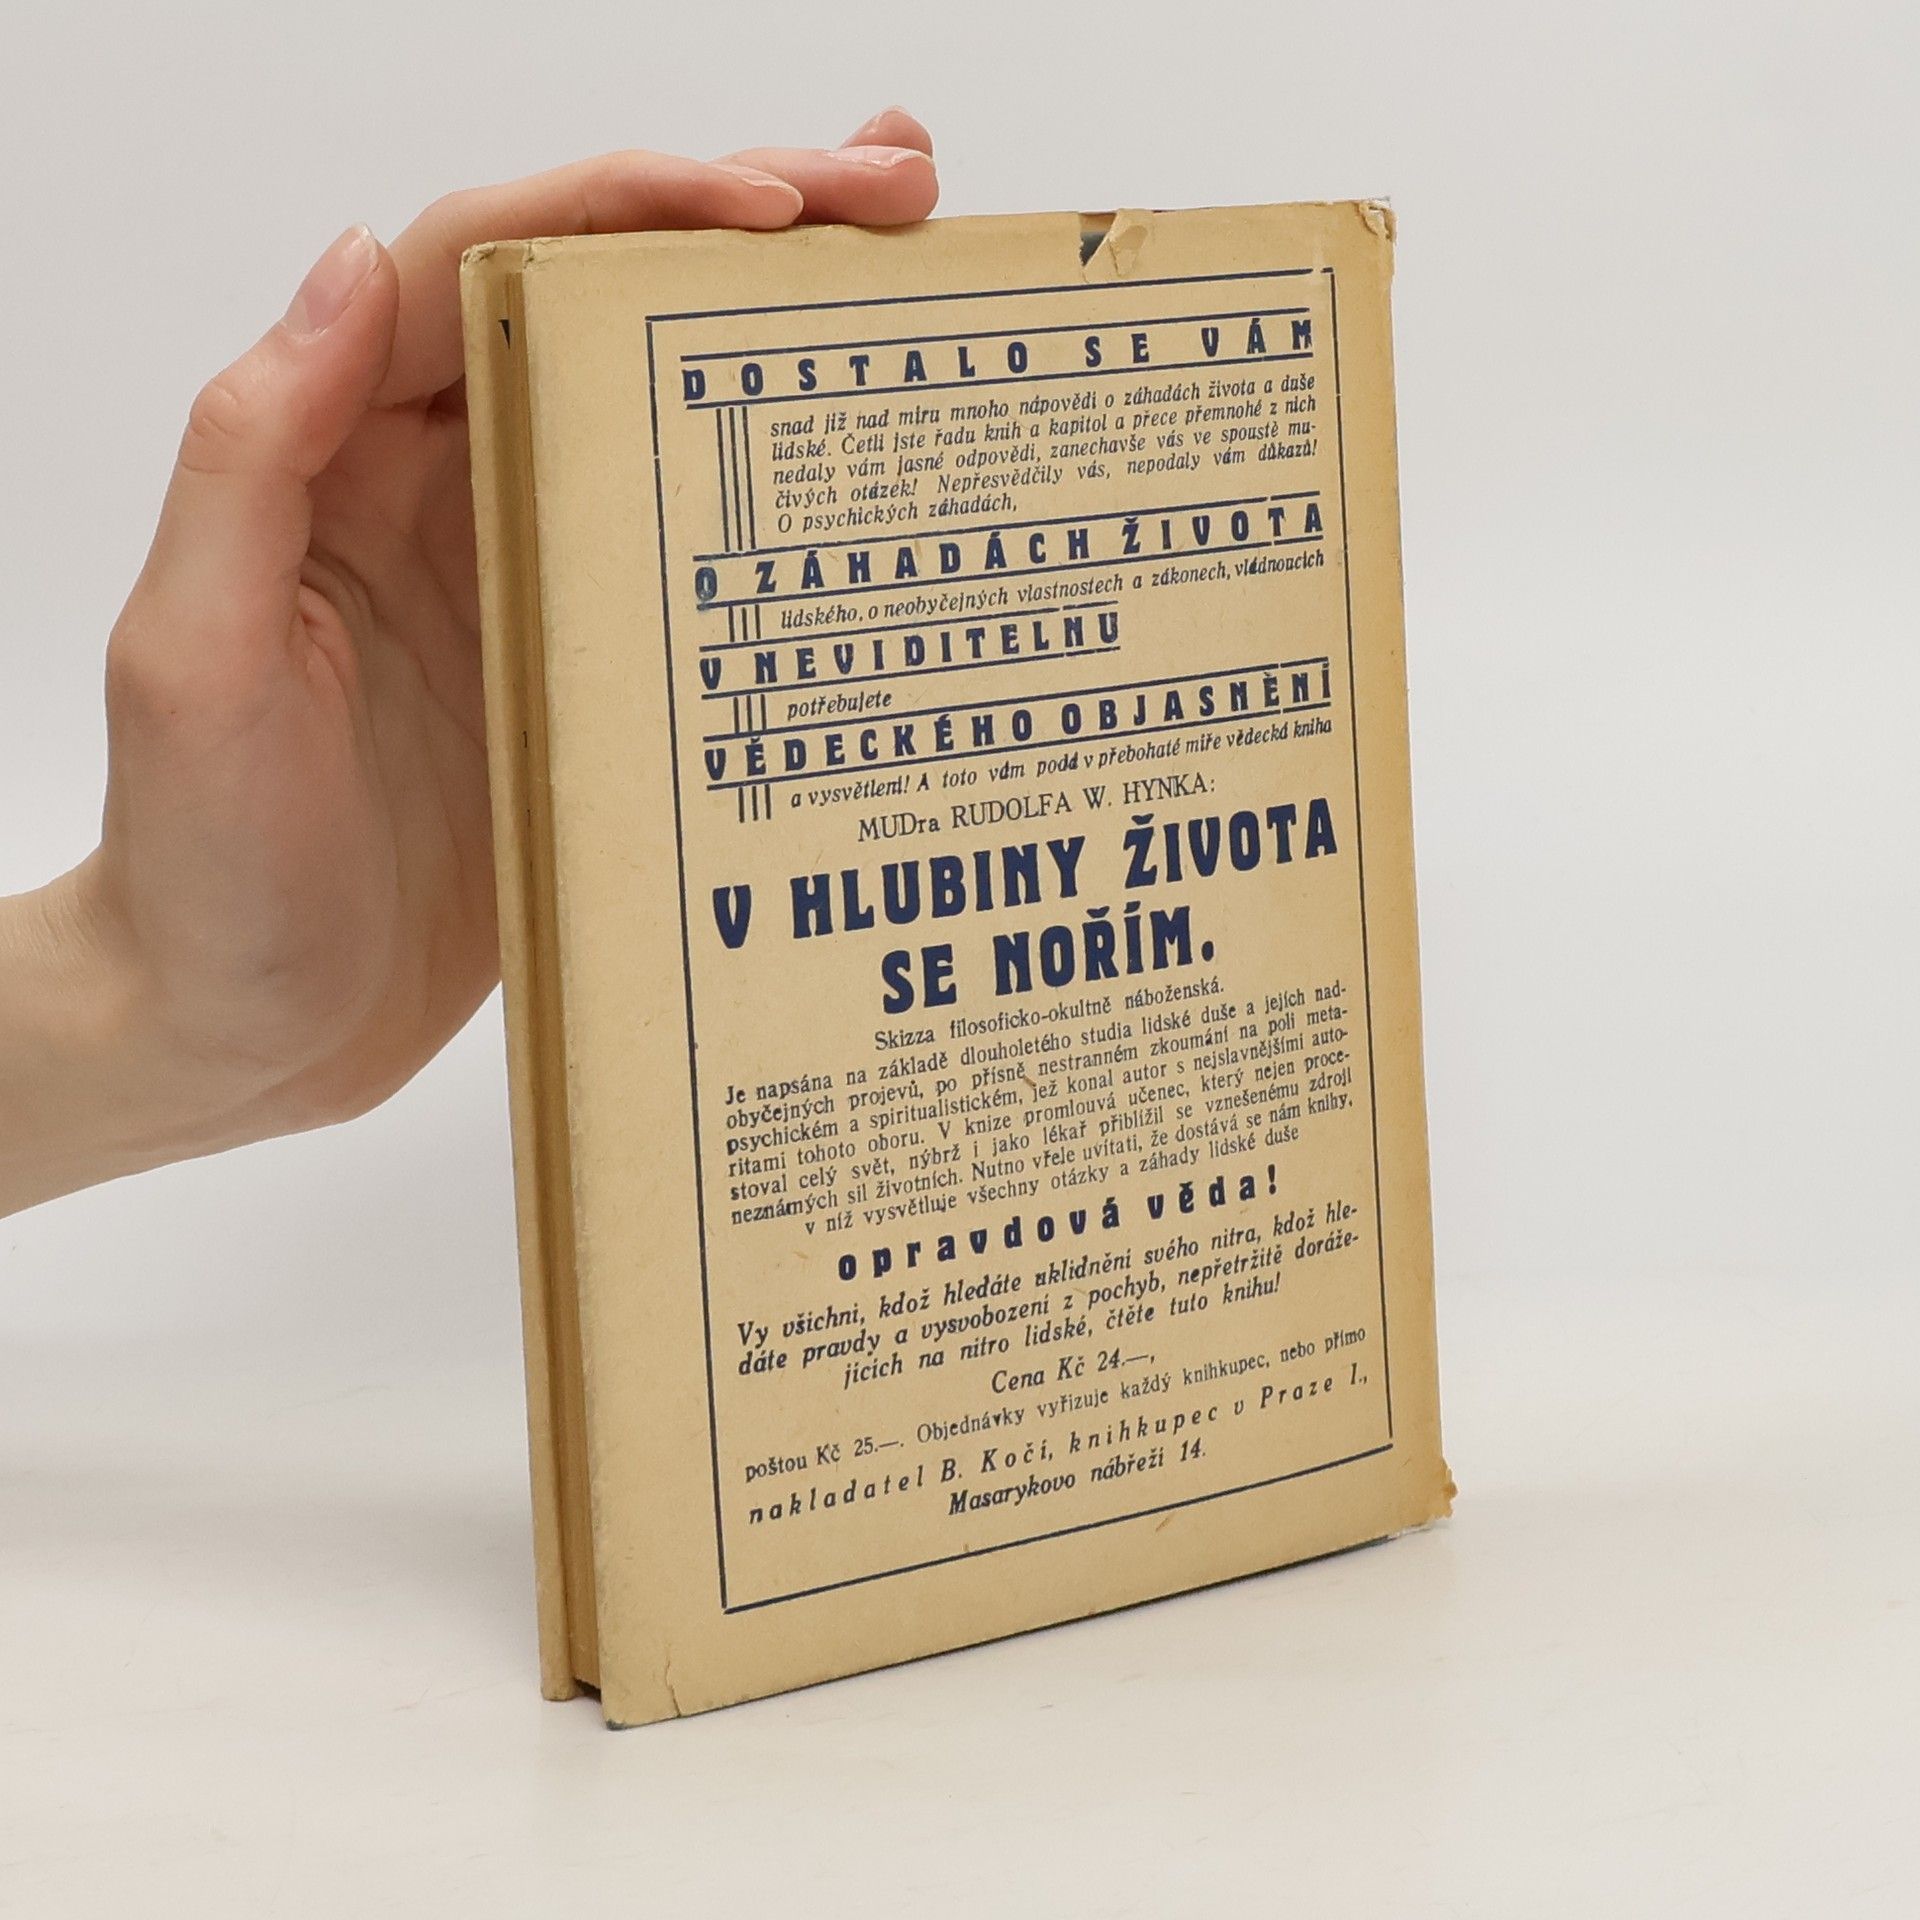 DOSTALO SE VÁM
snad již nad míru mnoho nápovědi o záhadách života a duše
lidské. Četli jste řadu knih a kapitol a přece přemnohé z nich
nedaly vám jasné odpovědi, zanechavše vás ve spoustě mu-
čivých otázek! Nepřesvědčily vás, nepodaly vám důkazů!
O psychických záhadách,
O ZÁHADÁCH ŽIVOTA
lidského, o neobyčejných vlastnostech a zákonech, vládnoucích
V NEVIDITELNU
potřebujete
VĚDECKÉHO OBJASNĚNÍ
a vysvětlení! A toto vám podá v přebohaté míře vědecká kniha
MUDra RUDOLFA W. HYNKA:
V HLUBINY ŽIVOTA
SE NOŘÍM.
Skizza filosoficko-okultně náboženská.
Je napsána na základě dlouholetého studia lidské duše a jejích nad-
obyčejných projevů, po přísně nestranném zkoumání na poli meta-
psychickém a spiritualistickém, jež konal autor s nejslavnějšími auto-
ritami tohoto oboru. V knize promlouvá učenec, který nejen proce-
stoval celý svět, nýbrž i jako lékař přiblížil se vznešenému zdroji
neznámých sil životních. Nutno vřele uvítati, že dostává se nám knihy,
v níž vysvětluje všechny otázky a záhady lidské duše
opravdová věda!
Vy všichni, kdož hledáte uklidnění svého nitra, kdož hle-
dáte pravdy a vysvobození z pochyb, nepřetržitě doráže-
jících na nitro lidské, čtěte tuto knihu!
Cena Kč 24.—,
poštou Kč 25.—. Objednávky vyřizuje každý knihkupec, nebo přímo
nakladatel B. Kočí, knihkupec v Praze I.,
Masarykovo nábřeží 14.